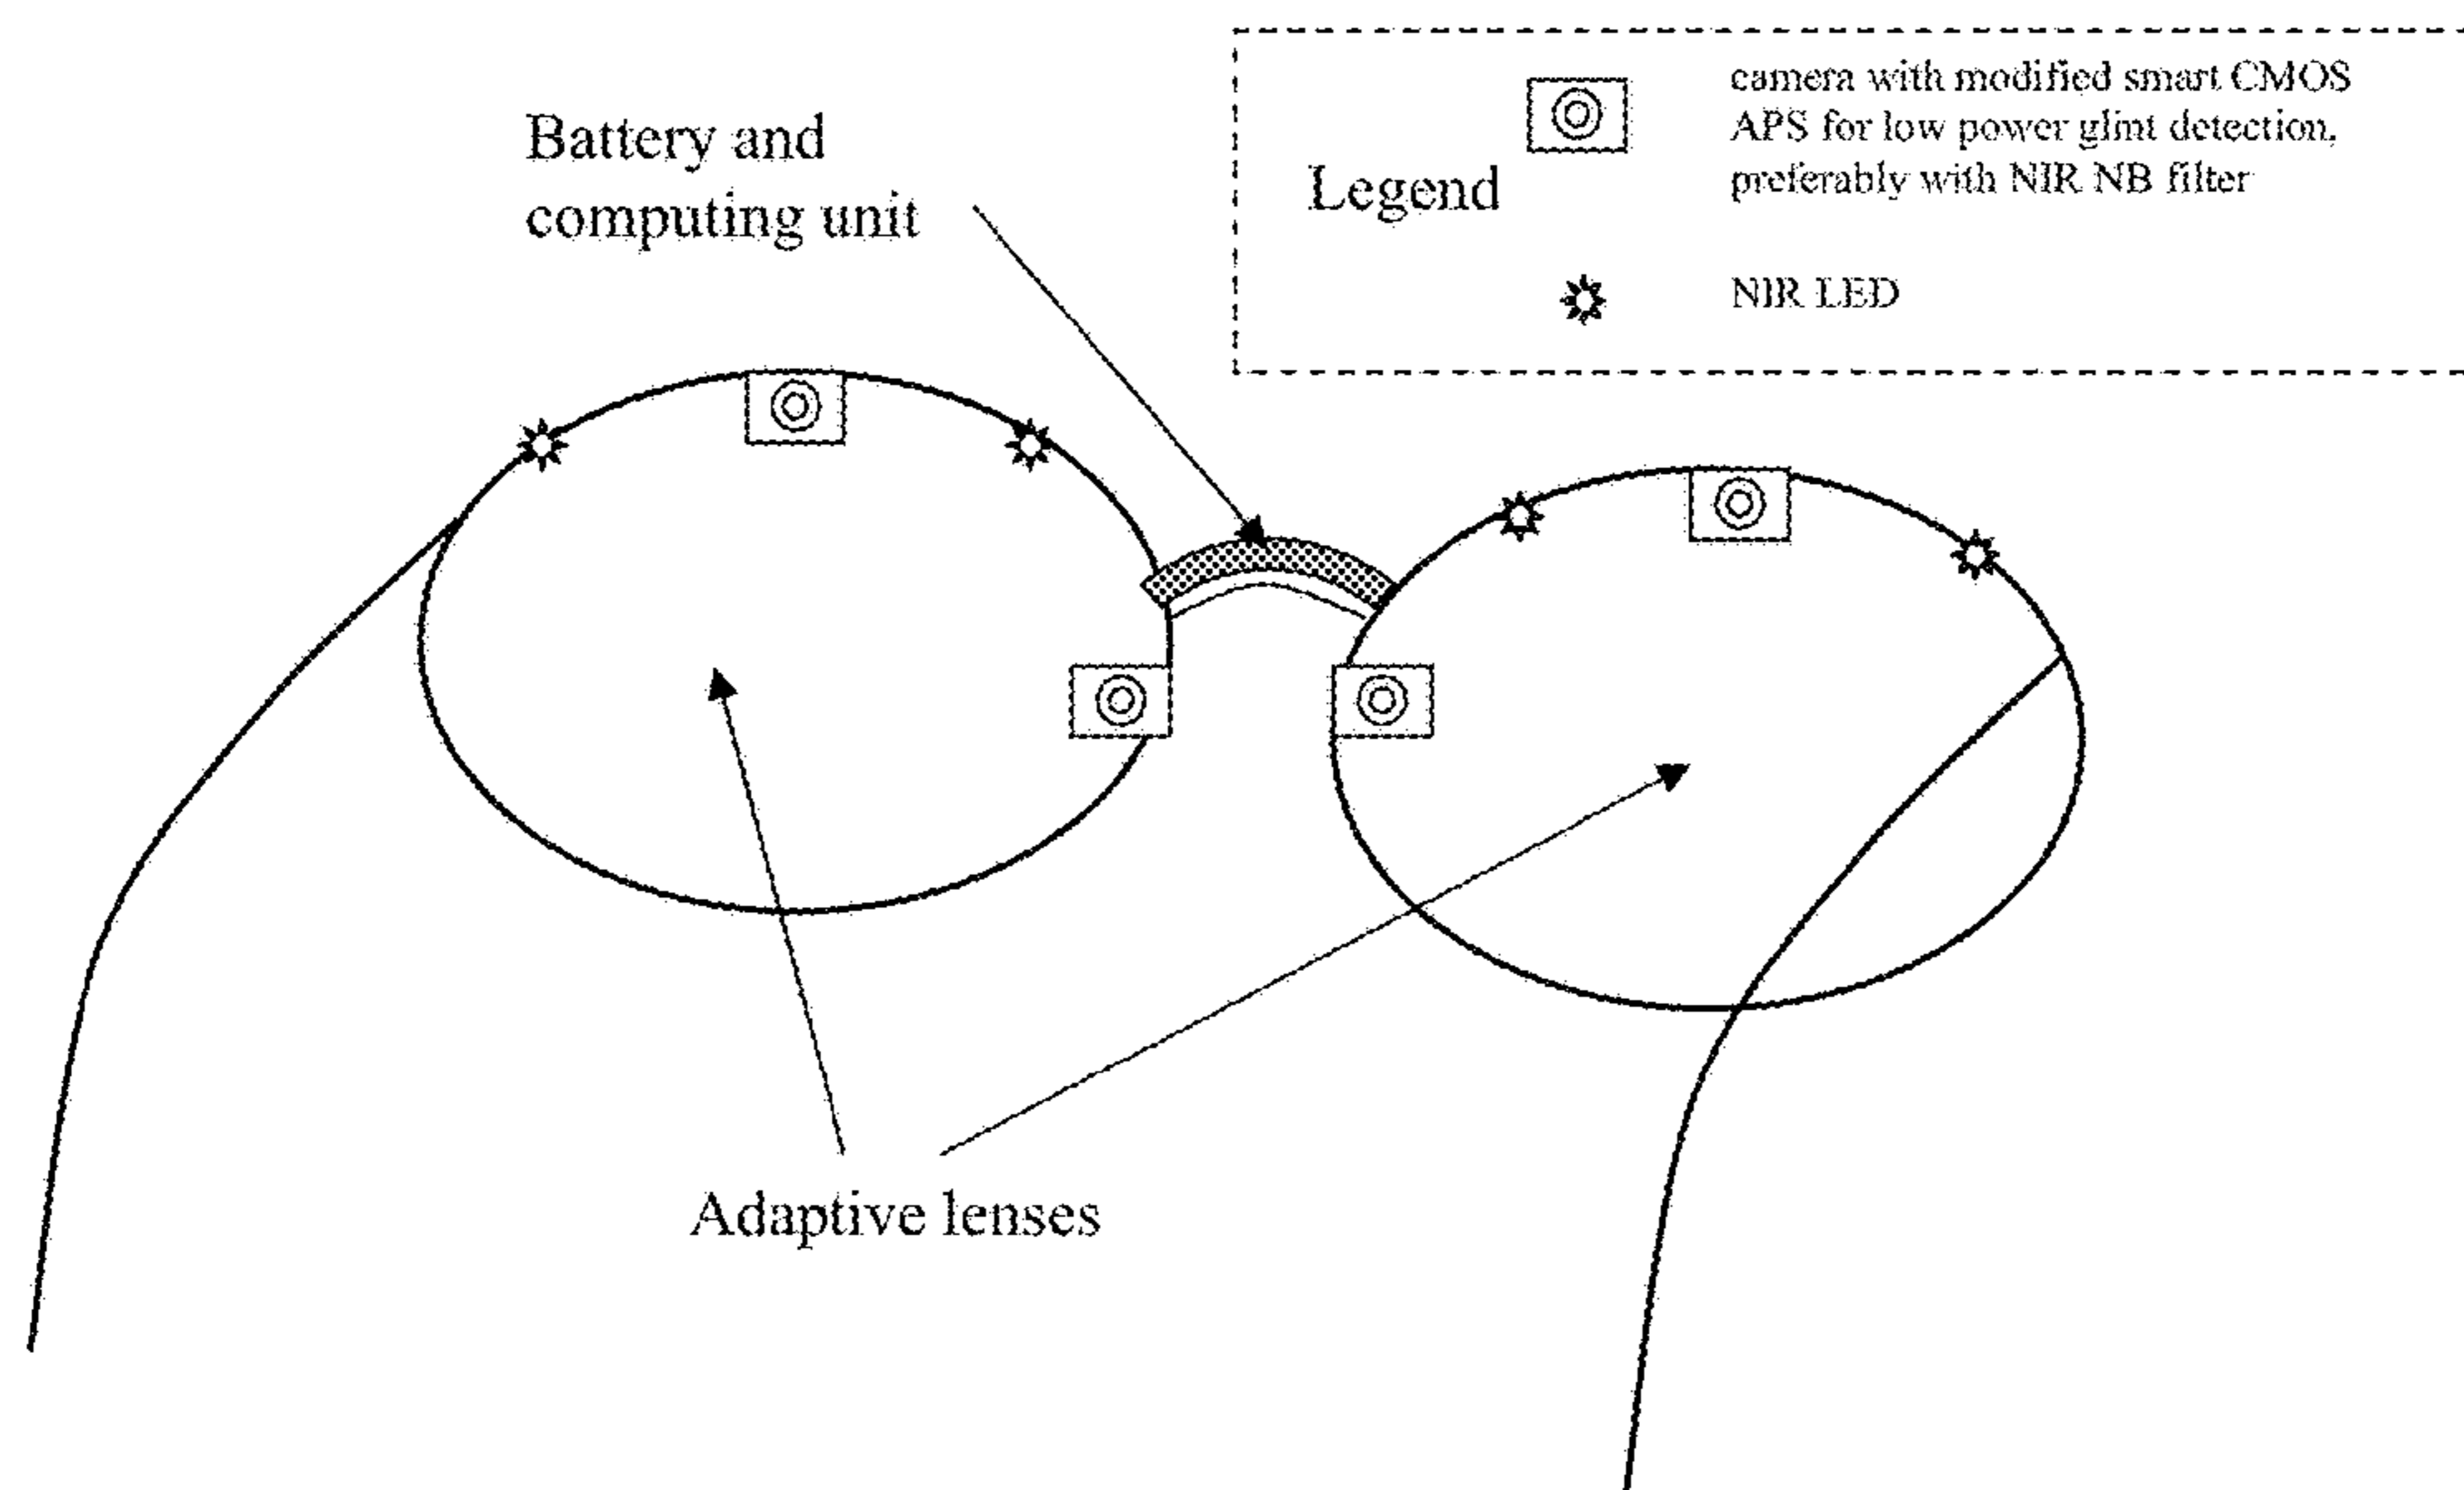 Battery and
computing unit
Legend
camera with modified smart CMOS
APS for low power glint detection,
preferably with NIR NB filter
NIR LED
Adaptive lenses